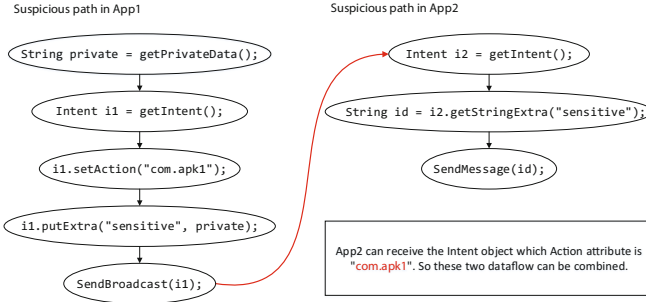 Suspicious path in App1
String private = getPrivateData();
Intent i1 = getIntent();
i1.setAction("com.apk1");
i1.putExtra("sensitive", private);
SendBroadcast(i1);
Suspicious path in App2
Intent i2 = getIntent();
String id = i2.getStringExtra("sensitive");
SendMessage(id);
App2 can receive the Intent object which Action attribute is
"com.apk1". So these two dataflow can be combined.